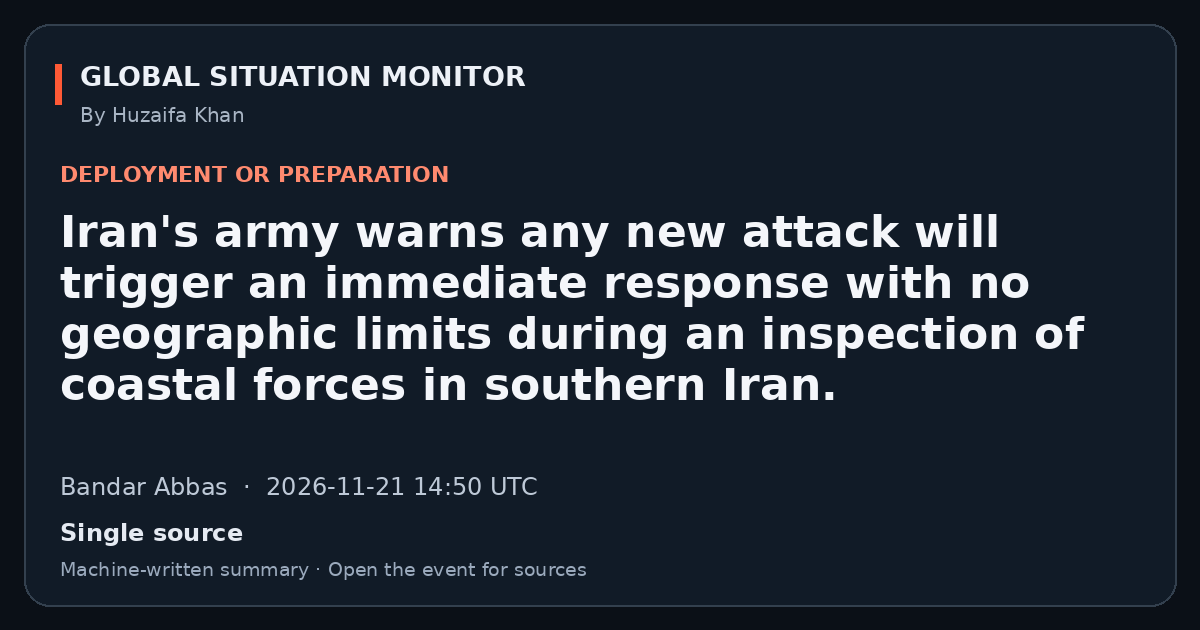 GLOBAL SITUATION MONITOR
By Huzaifa Khan
DEPLOYMENT OR PREPARATION
Iran's army warns any new attack will
trigger an immediate response with no
geographic limits during an inspection of
coastal forces in southern Iran.
Bandar Abbas · 2026-11-21 14:50 UTC
Single source
Machine-written summary · Open the event for sources